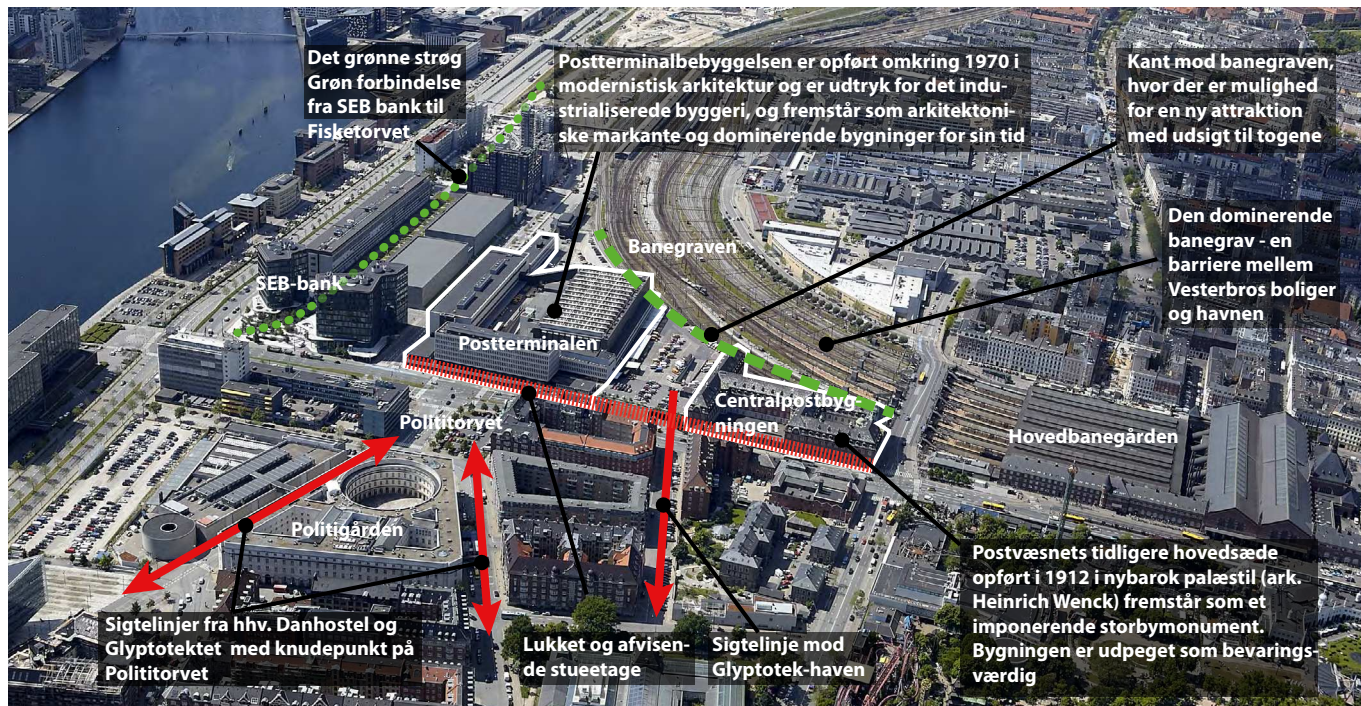 Det grønne strøg
Grøn forbindelse
fra SEB bank til
Fisketorvet
Postterminalbebyggelsen er opført omkring 1970 i
modernistisk arkitektur og er udtryk for det indu-
strialiserede byggeri, og fremstår som arkitektoni-
ske markante og dominerende bygninger for sin tid
Kant mod banegraven,
hvor der er mulighed
for en ny attraktion
med udsigt til togene
Den dominerende
banegrav - en
barriere mellem
Vesterbros boliger
og havnen
Banegraven
SEB-bank
Postterminalen
Centralpostbyg-
ningen
Polititorvet
Hovedbanegården
Politigården
Sigtelinjer fra hhv. Danhostel og
Glyptotektet med knudepunkt på
Polititorvet
Lukket og afvisen-
de stueetage
Sigtelinje mod
Glyptotek-haven
Postvæsnets tidligere hovedsæde
opført i 1912 i nybarok palæstil (ark.
Heinrich Wenck) fremstår som et
imponerende storbymonument.
Bygningen er udpeget som bevarings-
værdig